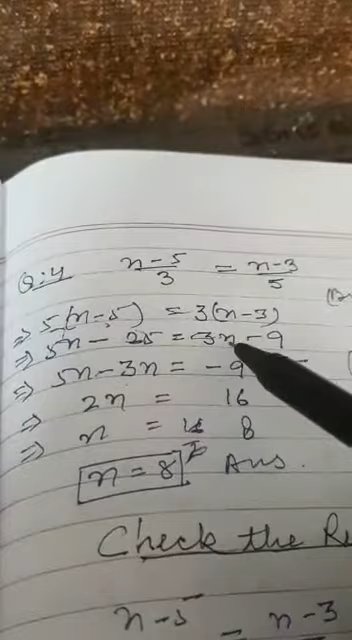 Q:4 n-5/3 = n-3/5
⇒ 5(n-5) = 3(n-3)
⇒ 5n - 25 = 3n - 9
⇒ 5n - 3n = -9
⇒ 2n = 16
⇒ n = 8
n = 8 Ans.
Check the
n-5 = n-3